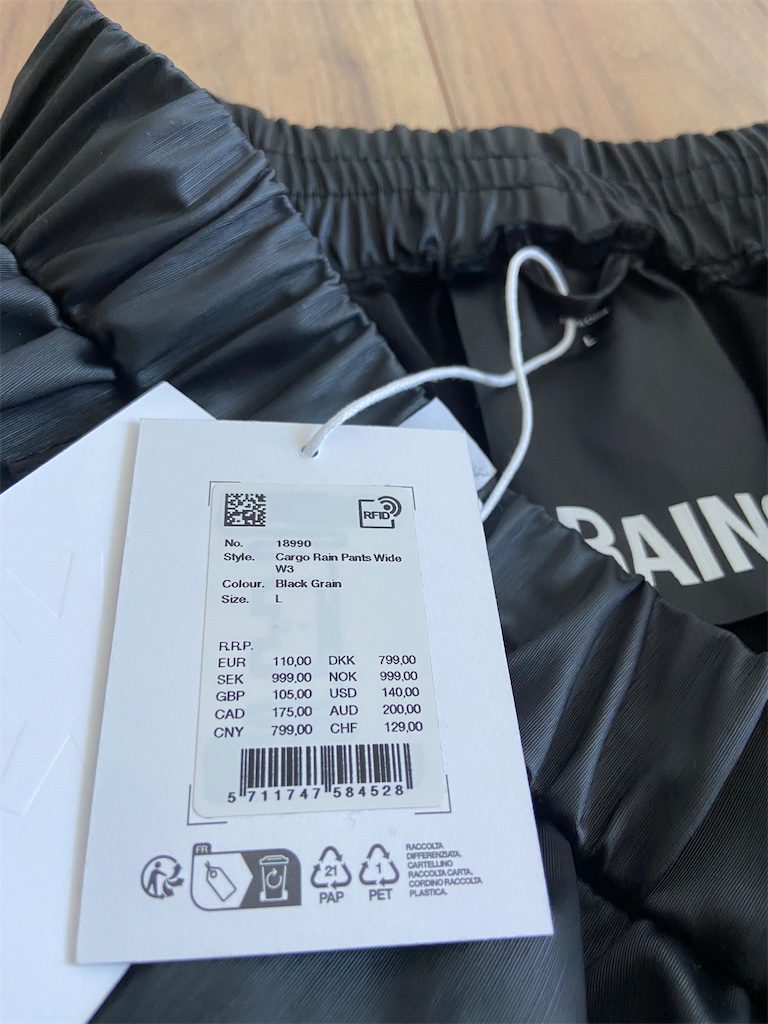 L
RAINS
RFID
No. 18990
Style. Cargo Rain Pants Wide
W3
Colour. Black Grain
Size. L
R.R.P.
EUR 110,00 DKK 799,00
SEK 999,00 NOK 999,00
GBP 105,00 USD 140,00
CAD 175,00 AUD 200,00
CNY 799,00 CHF 129,00
5 711747 584528
FR
21
PAP
1
PET
RACCOLTA
DIFFERENZIATA.
CARTELLINO
RACCOLTA CARTA.
CORDINO RACCOLTA
PLASTICA.